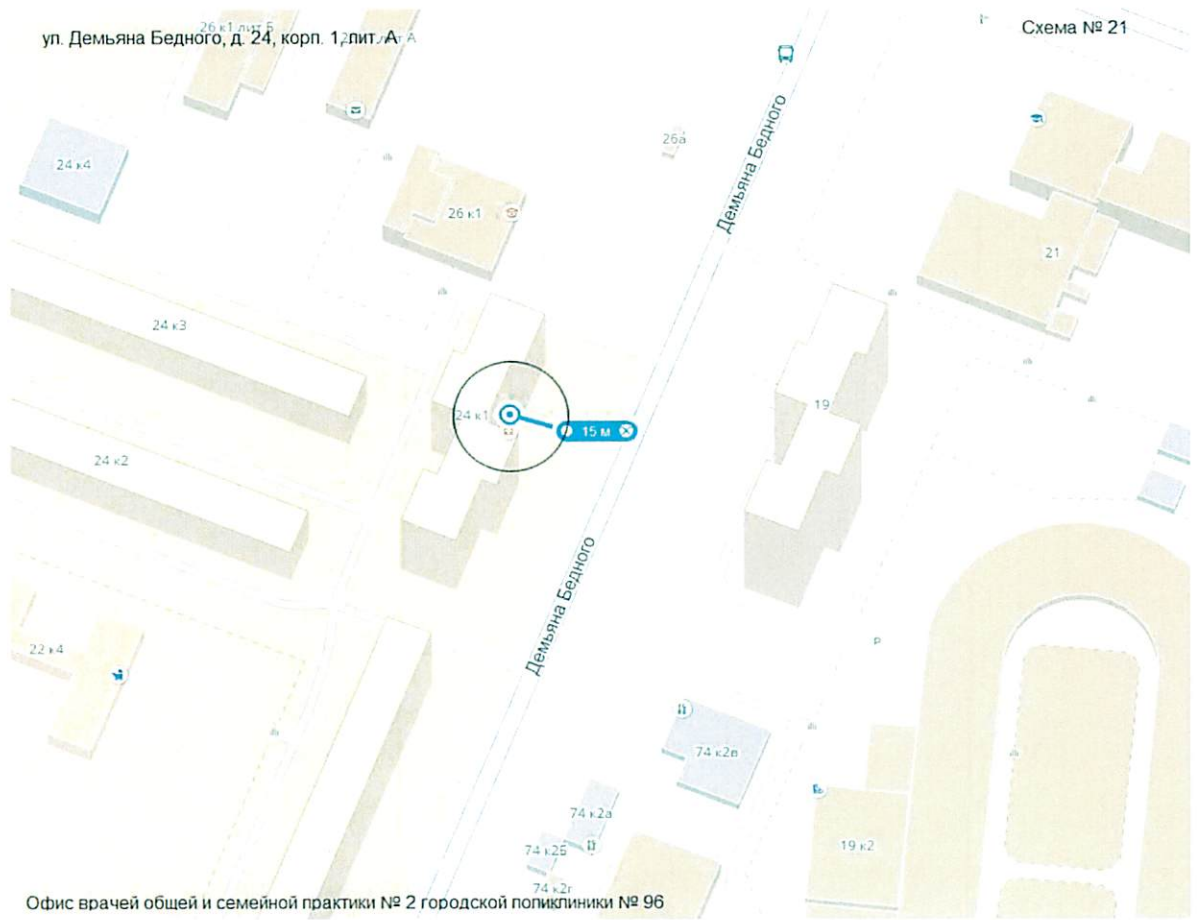 ул. Демьяна Бедного, д. 24, корп. 1, лит. А
Схема № 21
26 к1 лит Б
Демьяна Бедного
26а
24 к4
26 к1
21
24 к3
24 к1
15 м
19
24 к2
Демьяна Бедного
22 к4
P
74 к2в
74 к2а
19 к2
74 к2Б
74 к2г
Офис врачей общей и семейной практики № 2 городской поликлиники № 96